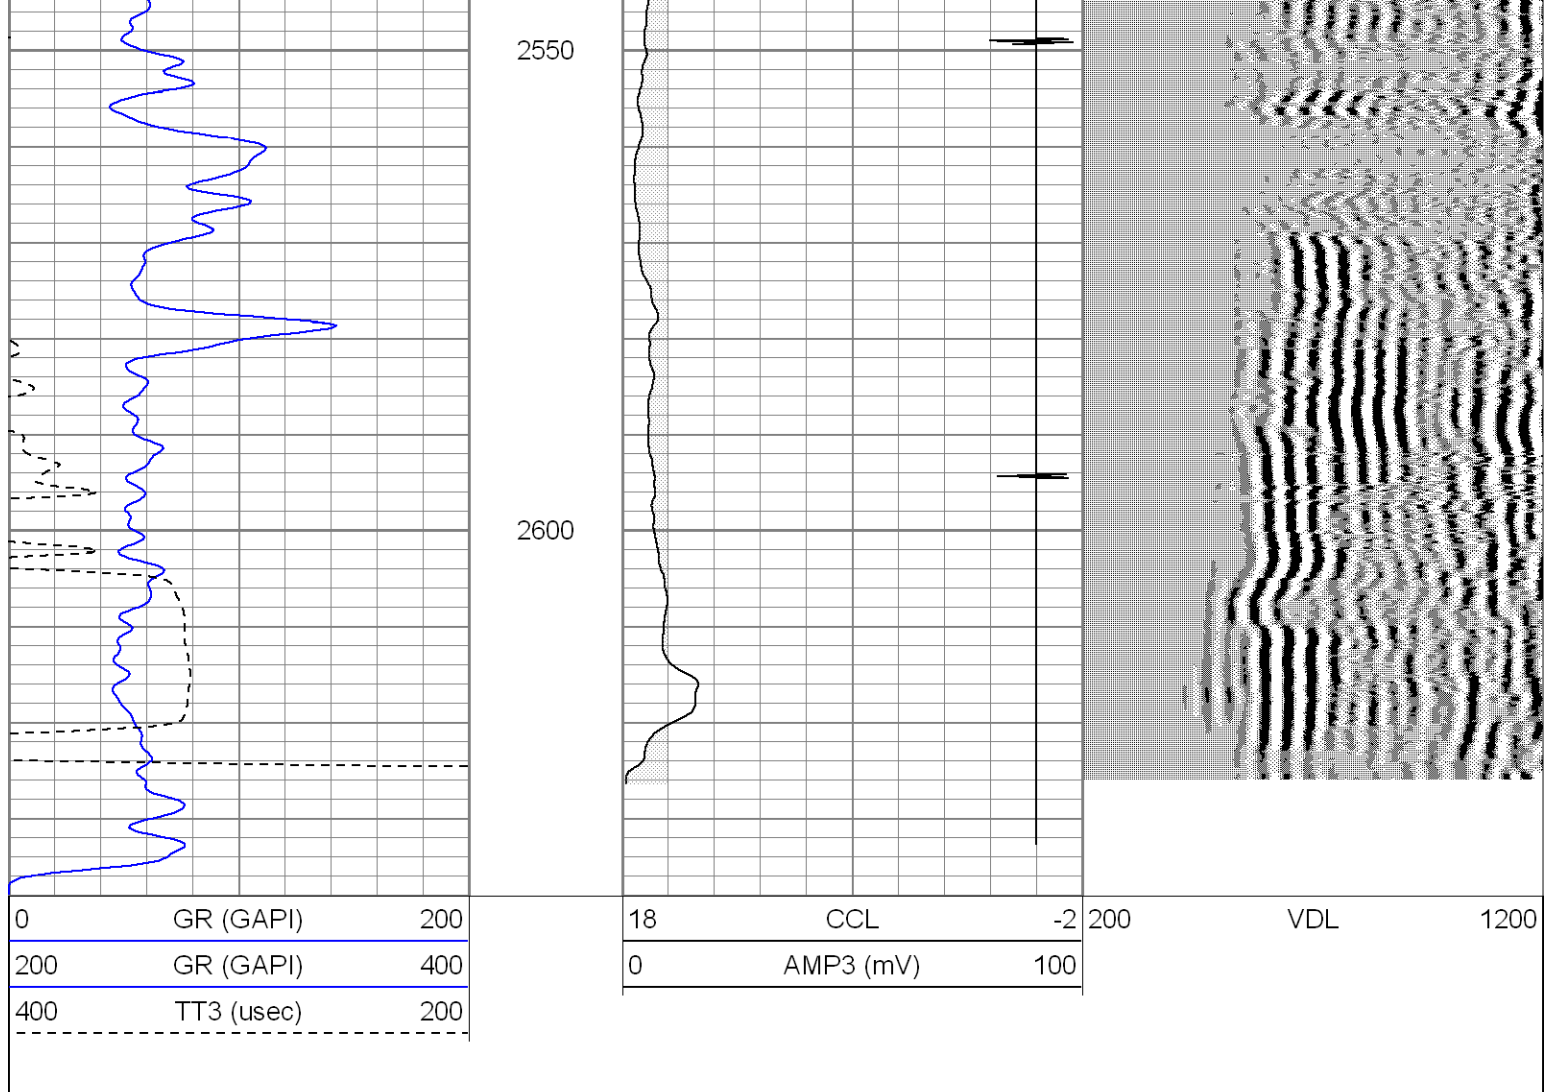 2550
2600
0 GR (GAPI) 200
200 GR (GAPI) 400
400 TT3 (usec) 200
18 CCL -2
0 AMP3 (mV) 100
200 VDL 1200